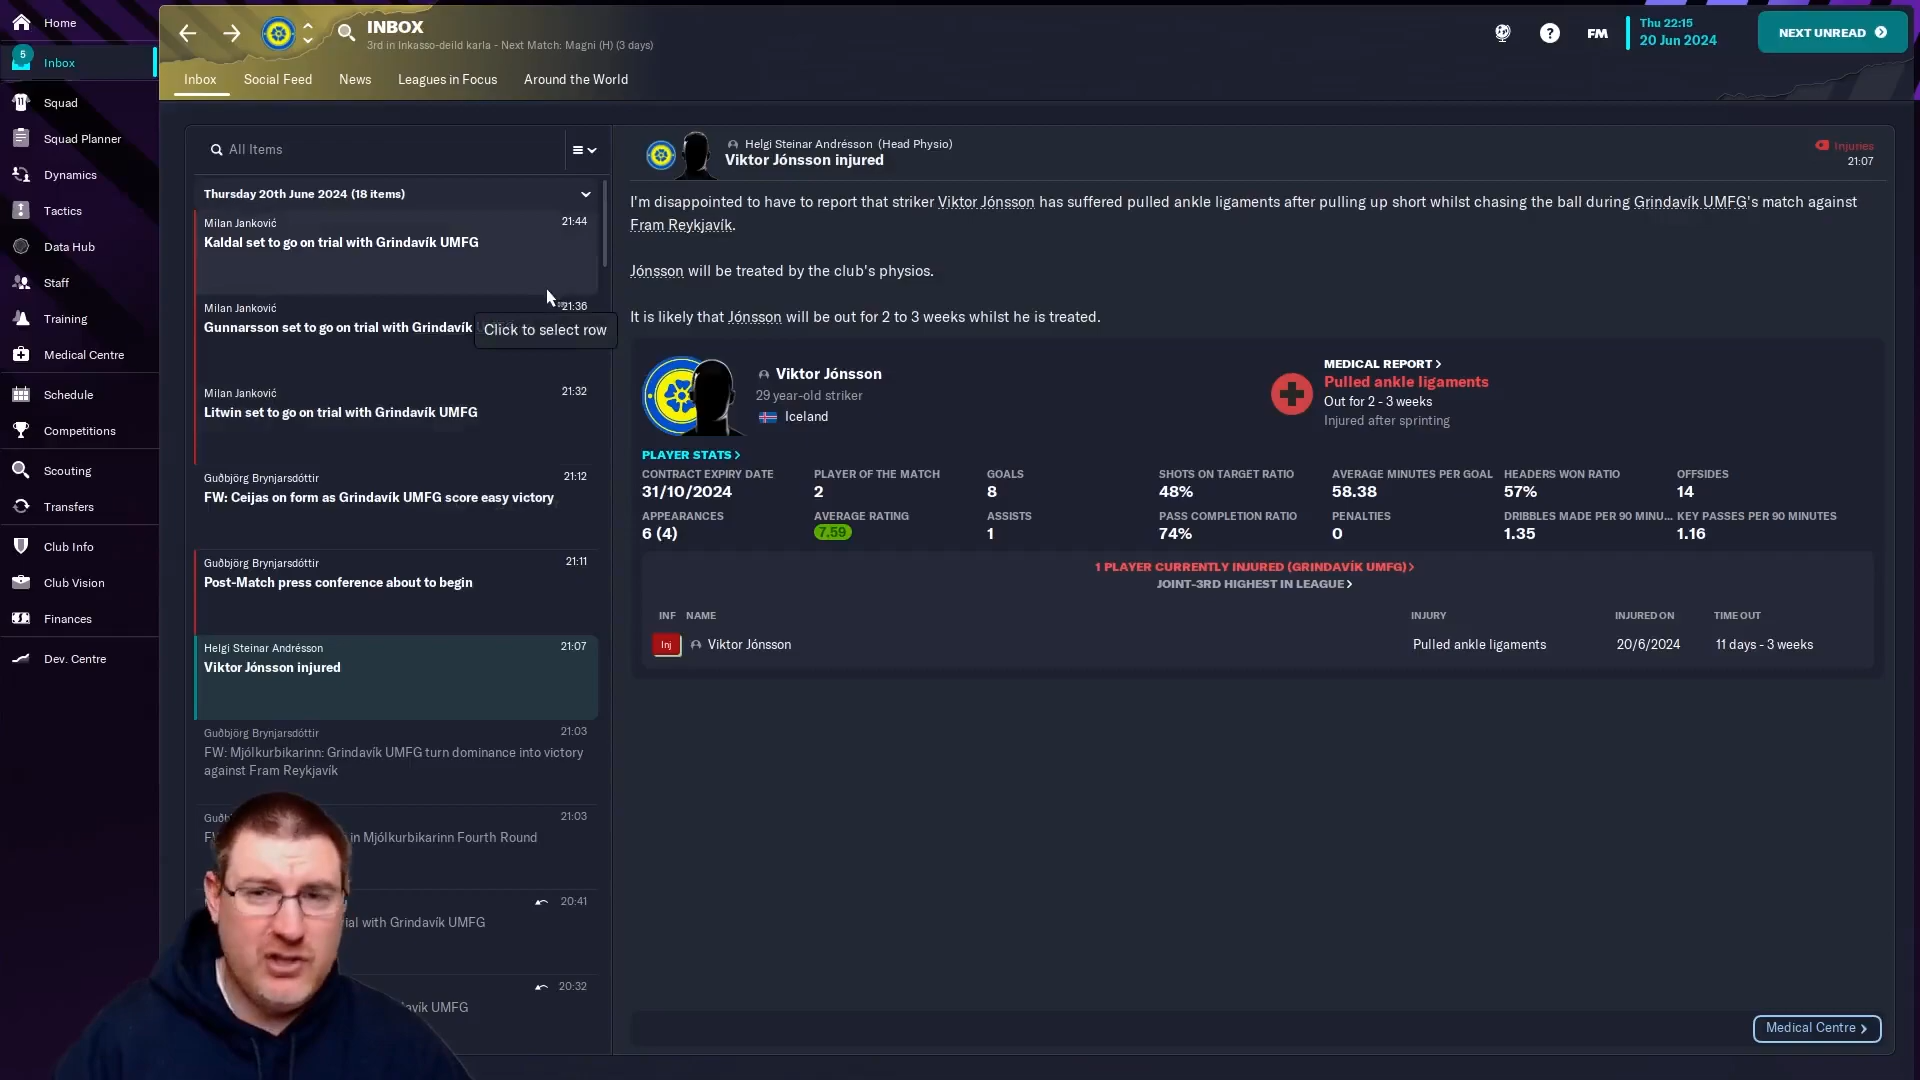 Home
5
Inbox
Squad
Squad Planner
Dynamics
Tactics
Data Hub
Staff
Training
Medical Centre
Schedule
Competitions
Scouting
Transfers
Club Info
Club Vision
Finances
Dev. Centre
INBOX
3rd in Inkasso-deild karla - Next Match: Magni (H) (3 days)
Inbox Social Feed News Leagues in Focus Around the World
? FM
Thu 22:15
20 Jun 2024
NEXT UNREAD
All Items
Thursday 20th June 2024 (18 items)
Milan Janković 21:44
Kaldal set to go on trial with Grindavík UMFG
Milan Janković 21:36
Gunnarsson set to go on trial with Grindavík
Click to select row
Milan Janković 21:32
Litwin set to go on trial with Grindavík UMFG
Guðbjörg Brynjarsdóttir 21:12
FW: Ceijas on form as Grindavík UMFG score easy victory
Guðbjörg Brynjarsdóttir 21:11
Post-Match press conference about to begin
Helgi Steinar Andrésson 21:07
Viktor Jónsson injured
Guðbjörg Brynjarsdóttir 21:03
FW: Mjólkurbikarinn: Grindavík UMFG turn dominance into victory
against Fram Reykjavík
21:03
in Mjólkurbikarinn Fourth Round
20:41
with Grindavík UMFG
20:32
UMFG
Helgi Steinar Andrésson (Head Physio)
Viktor Jónsson injured
Injuries
21:07
I'm disappointed to have to report that striker Viktor Jónsson has suffered pulled ankle ligaments after pulling up short whilst chasing the ball during Grindavík UMFG's match against
Fram Reykjavík.
Jónsson will be treated by the club's physios.
It is likely that Jónsson will be out for 2 to 3 weeks whilst he is treated.
Viktor Jónsson
29 year-old striker
Iceland
MEDICAL REPORT >
Pulled ankle ligaments
Out for 2 - 3 weeks
Injured after sprinting
PLAYER STATS >
CONTRACT EXPIRY DATE PLAYER OF THE MATCH GOALS SHOTS ON TARGET RATIO AVERAGE MINUTES PER GOAL HEADERS WON RATIO OFFSIDES
31/10/2024 2 8 48% 58.38 57% 14
APPEARANCES AVERAGE RATING ASSISTS PASS COMPLETION RATIO PENALTIES DRIBBLES MADE PER 90 MINU... KEY PASSES PER 90 MINUTES
6 (4) 7.59 1 74% 0 1.35 1.16
1 PLAYER CURRENTLY INJURED (GRINDAVÍK UMFG) >
JOINT-3RD HIGHEST IN LEAGUE >
INF NAME INJURY INJURED ON TIME OUT
Inj Viktor Jónsson Pulled ankle ligaments 20/6/2024 11 days - 3 weeks
Medical Centre >